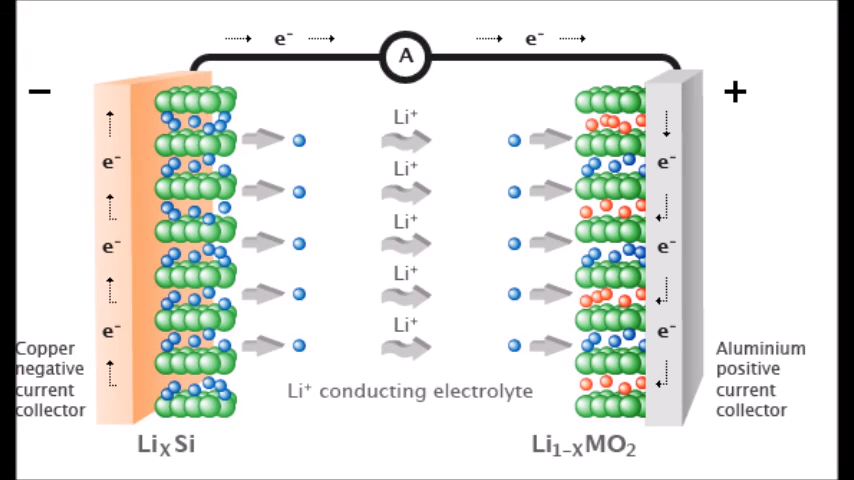 e⁻ e⁻
A
− +
Li⁺
Li⁺
Li⁺
Li⁺
Li⁺
e⁻
e⁻
e⁻
e⁻
e⁻
e⁻
Copper
negative
current
collector
Li⁺ conducting electrolyte
Aluminium
positive
current
collector
LiₓSi
Li₁₋ₓMO₂